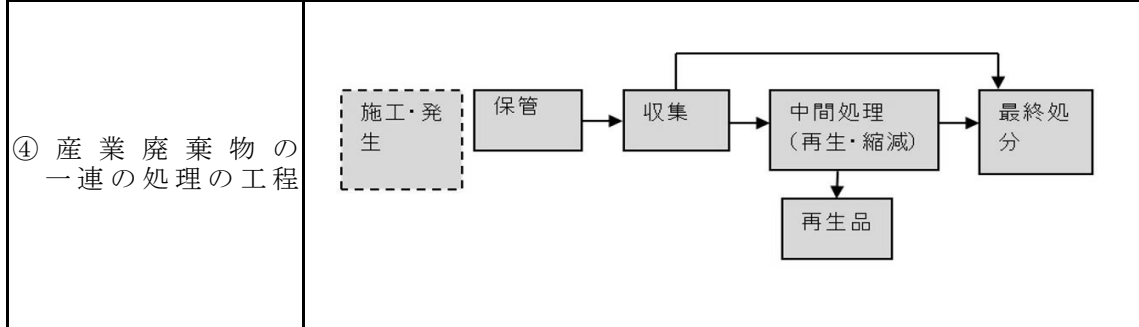 ④産業廃棄物の
一連の処理の工程
施工・発
生
保管
収集
中間処理
(再生・縮減)
最終処
分
再生品